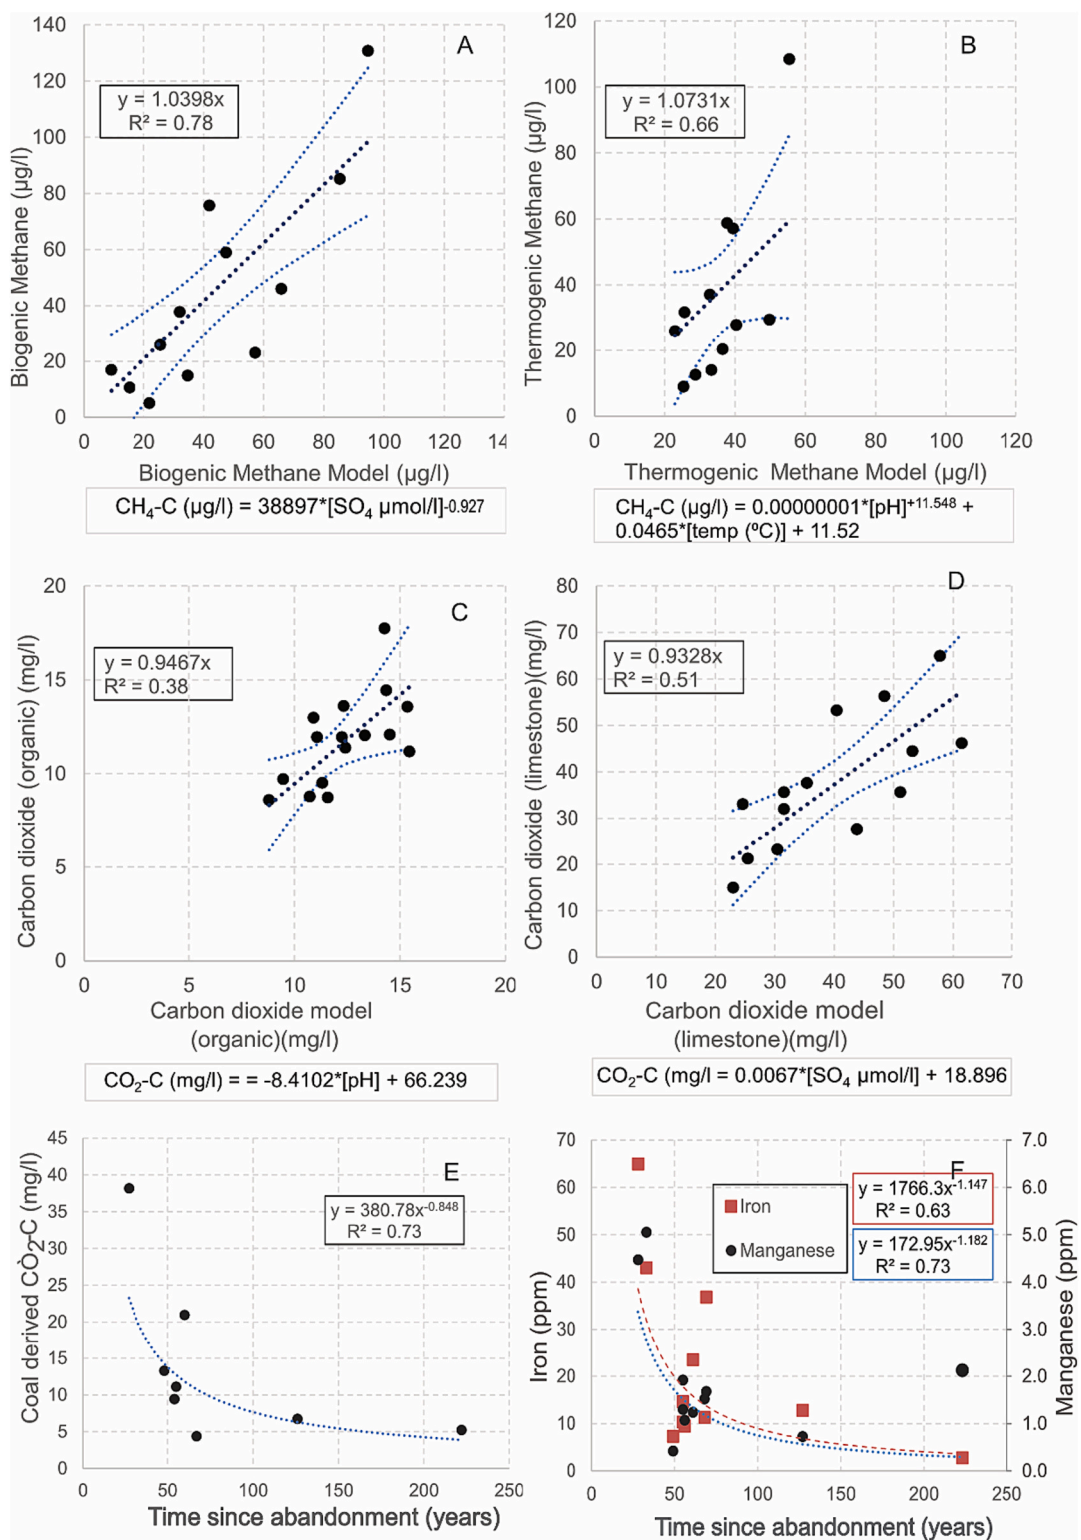 A
140
120
100
80
60
40
20
0
y = 1.0398x
R² = 0.78
Biogenic Methane (µg/l)
0 20 40 60 80 100 120 14
Biogenic Methane Model (µg/l)
CH₄-C (µg/l) = 38897*[SO₄ µmol/l]-0.927
B
120
100
80
60
40
20
0
y = 1.0731x
R² = 0.66
Thermogenic Methane (µg/l)
0 20 40 60 80 100 120
Thermogenic Methane Model (µg/l)
CH₄-C (µg/l) = 0.00000001*[pH]+11.548 +
0.0465*[temp (ºC)] + 11.52
C
20
15
10
5
0
y = 0.9467x
R² = 0.38
Carbon dioxide (organic) (mg/l)
0 5 10 15 20
Carbon dioxide model
(organic)(mg/l)
CO₂-C (mg/l) = = -8.4102*[pH] + 66.239
D
80
70
60
50
40
30
20
10
0
y = 0.9328x
R² = 0.51
Carbon dioxide (limestone)(mg/l)
0 10 20 30 40 50 60 70
Carbon dioxide model
(limestone)(mg/l)
CO₂-C (mg/l = 0.0067*[SO₄ µmol/l] + 18.896
E
45
40
35
30
25
20
15
10
5
0
y = 380.78x-0.848
R² = 0.73
Coal derived CO₂-C (mg/l)
0 50 100 150 200 250
Time since abandonment (years)
F
70
60
50
40
30
20
10
0
Iron
Manganese
y = 1766.3x-1.147
R² = 0.63
y = 172.95x-1.182
R² = 0.73
7.0
6.0
5.0
4.0
3.0
2.0
1.0
0.0
Iron (ppm)
Manganese (ppm)
0 50 100 150 200 250
Time since abandonment (years)